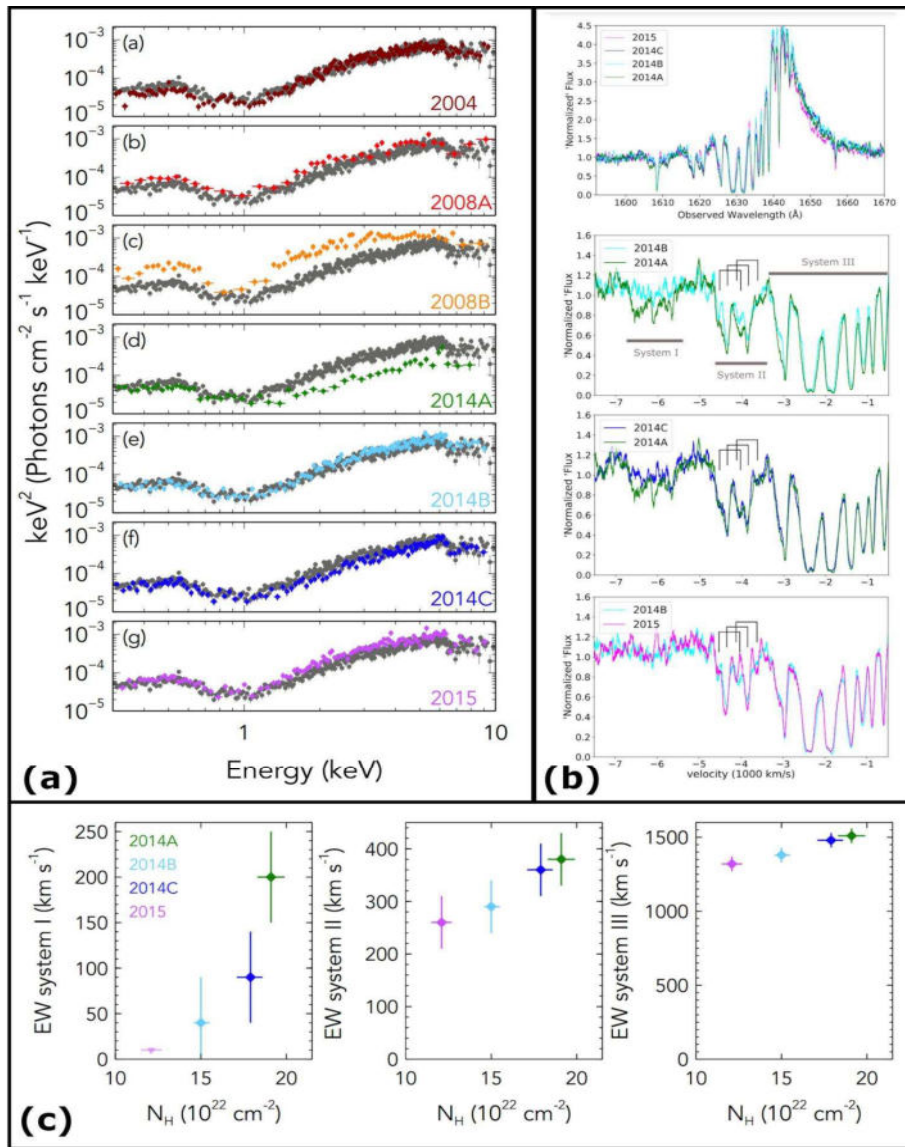 (a)
2004
(b)
2008A
(c)
2008B
(d)
2014A
(e)
2014B
(f)
2014C
(g)
2015
10⁻³
10⁻⁴
10⁻⁵
10⁻³
10⁻⁴
10⁻⁵
10⁻³
10⁻⁴
10⁻⁵
10⁻³
10⁻⁴
10⁻⁵
10⁻³
10⁻⁴
10⁻⁵
10⁻³
10⁻⁴
10⁻⁵
10⁻³
10⁻⁴
10⁻⁵
keV² (Photons cm⁻² s⁻¹ keV⁻¹)
1 10
Energy (keV)
(a)
2015
2014C
2014B
2014A
4.5
4.0
3.5
3.0
2.5
2.0
1.5
1.0
0.5
0.0
'Normalized' Flux
1600 1610 1620 1630 1640 1650 1660 1670
Observed Wavelength (Å)
2014B
2014A
System III
System I
System II
1.6
1.4
1.2
1.0
0.8
0.6
0.4
0.2
0.0
'Normalized 'Flux
−7 −6 −5 −4 −3 −2 −1
2014C
2014A
1.6
1.4
1.2
1.0
0.8
0.6
0.4
0.2
0.0
'Normalized 'Flux
−7 −6 −5 −4 −3 −2 −1
2014B
2015
1.6
1.4
1.2
1.0
0.8
0.6
0.4
0.2
0.0
'Normalized 'Flux
−7 −6 −5 −4 −3 −2 −1
velocity (1000 km/s)
(b)
250
200
150
100
50
0
EW system I (km s⁻¹)
2014A
2014B
2014C
2015
10 15 20
N_H (10²² cm⁻²)
400
300
200
100
0
EW system II (km s⁻¹)
10 15 20
N_H (10²² cm⁻²)
1500
1000
500
0
EW system III (km s⁻¹)
10 15 20
N_H (10²² cm⁻²)
(c)